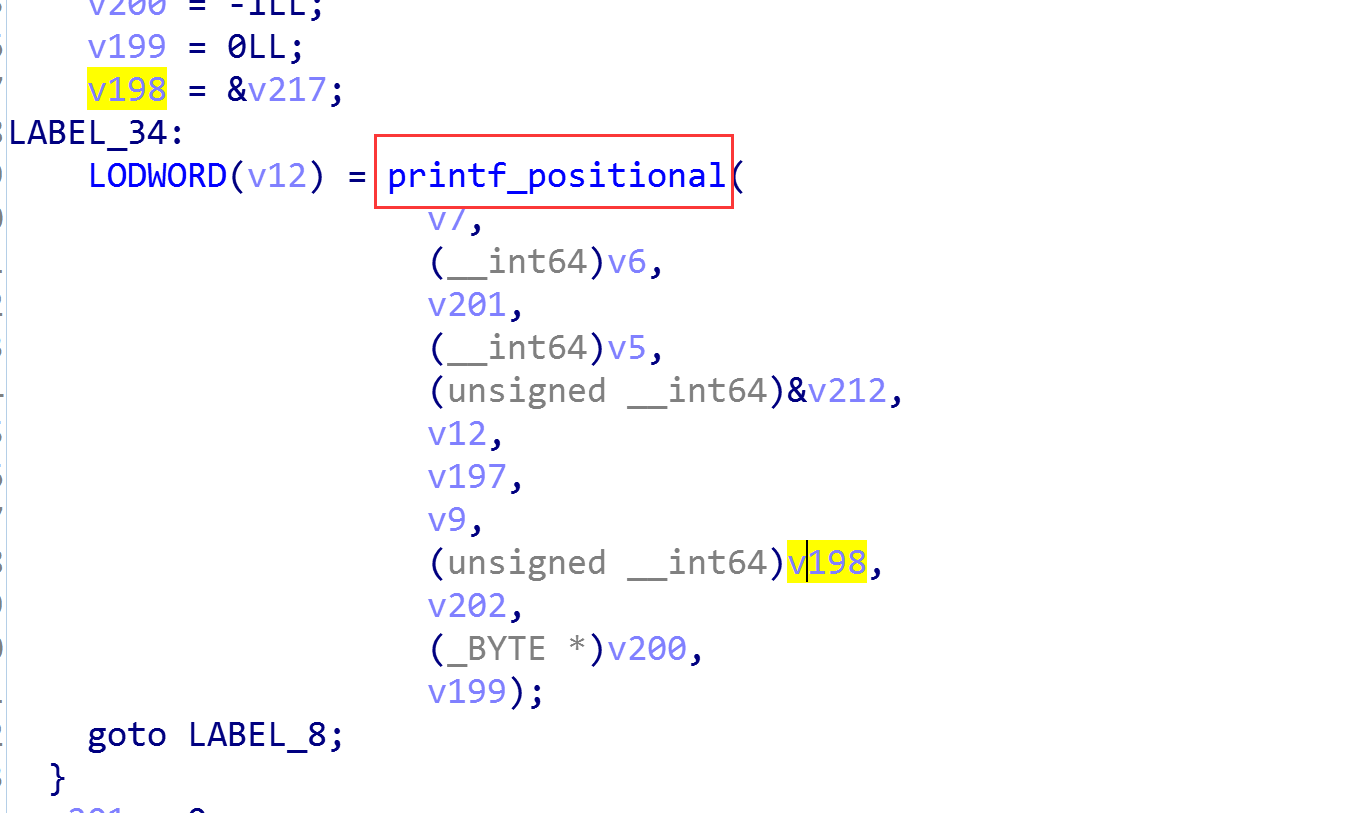 v200 = -1LL;
v199 = 0LL;
v198 = &v217;
LABEL_34:
LODWORD(v12) = printf_positional(
v7,
(__int64)v6,
v201,
(__int64)v5,
(unsigned __int64)&v212,
v12,
v197,
v9,
(unsigned __int64)v198,
v202,
(_BYTE *)v200,
v199);
goto LABEL_8;
}